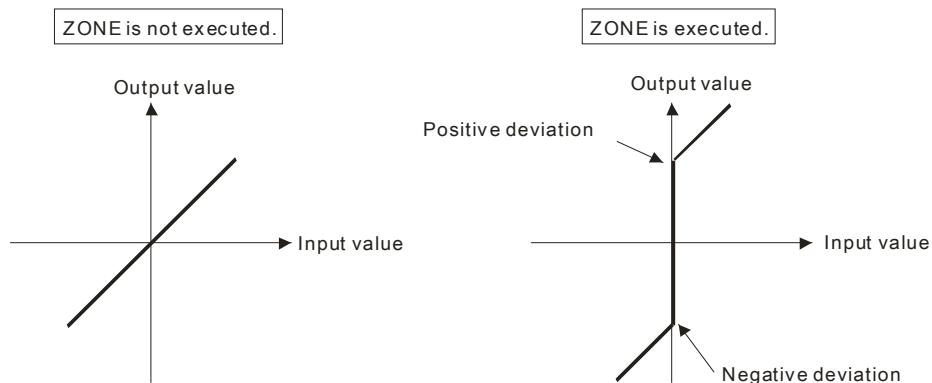 ZONE is not executed.
ZONE is executed.
Output value
Output value
Positive deviation
Input value
Input value
Negative deviation